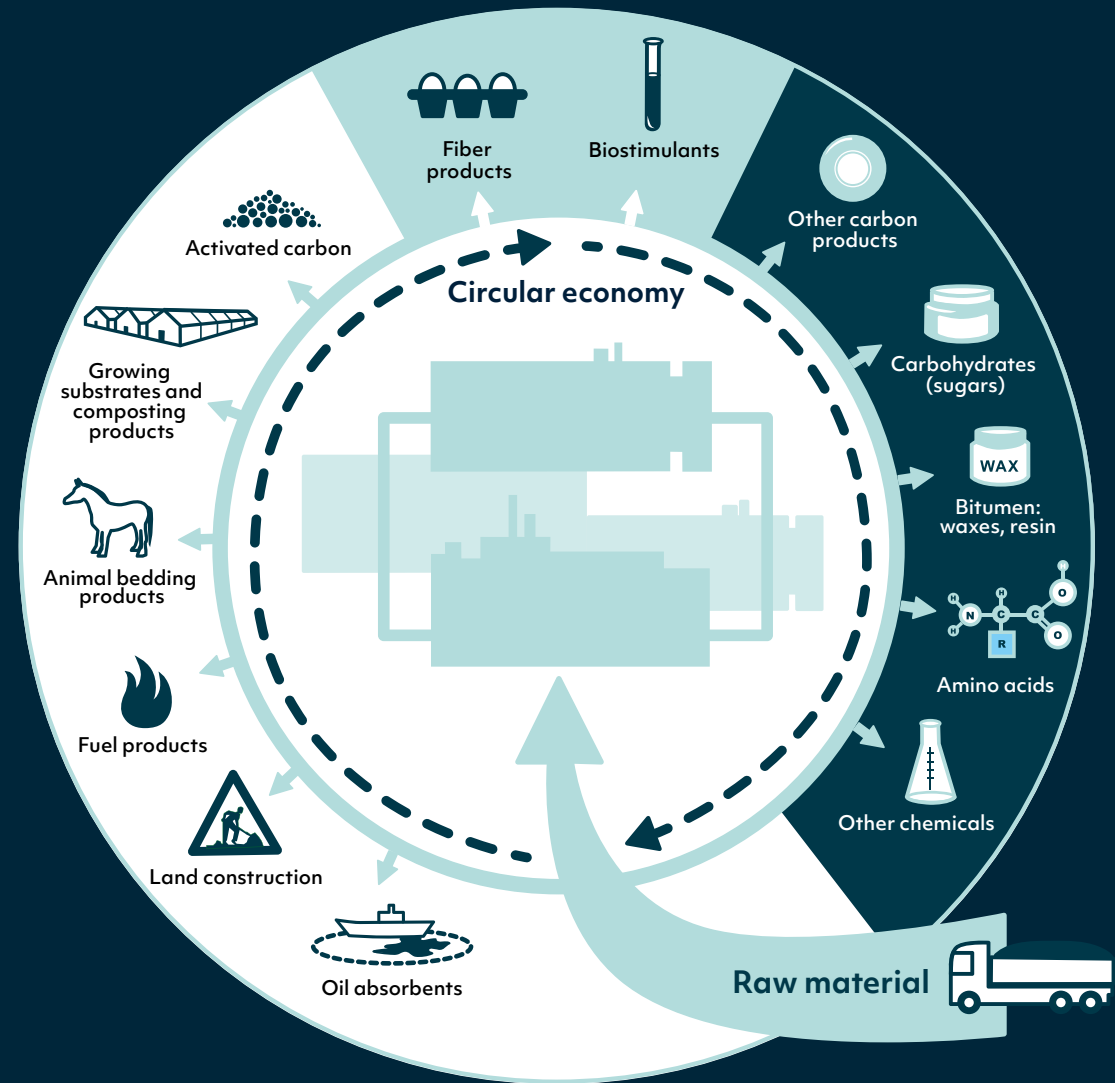 Fiber
products
Biostimulants
Other carbon
products
Activated carbon
Circular economy
Carbohydrates
(sugars)
Growing
substrates and
composting
products
WAX
Bitumen:
waxes, resin
Animal bedding
products
H
H
H
O
N
C
C
H
R
O
Amino acids
Fuel products
Other chemicals
Land construction
Oil absorbents
Raw material